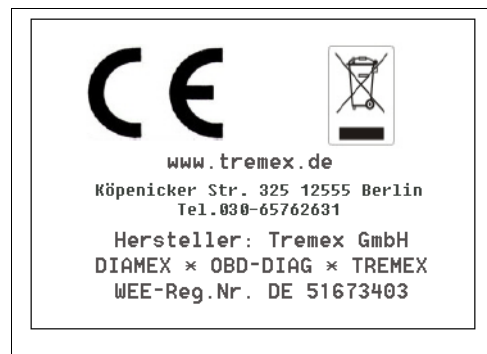 CE
www.tremex.de
Köpenicker Str. 325 12555 Berlin
Tel.030-65762631
Hersteller: Tremex GmbH
DIAMEX * OBD-DIAG * TREMEX
WEE-Reg.Nr. DE 51673403